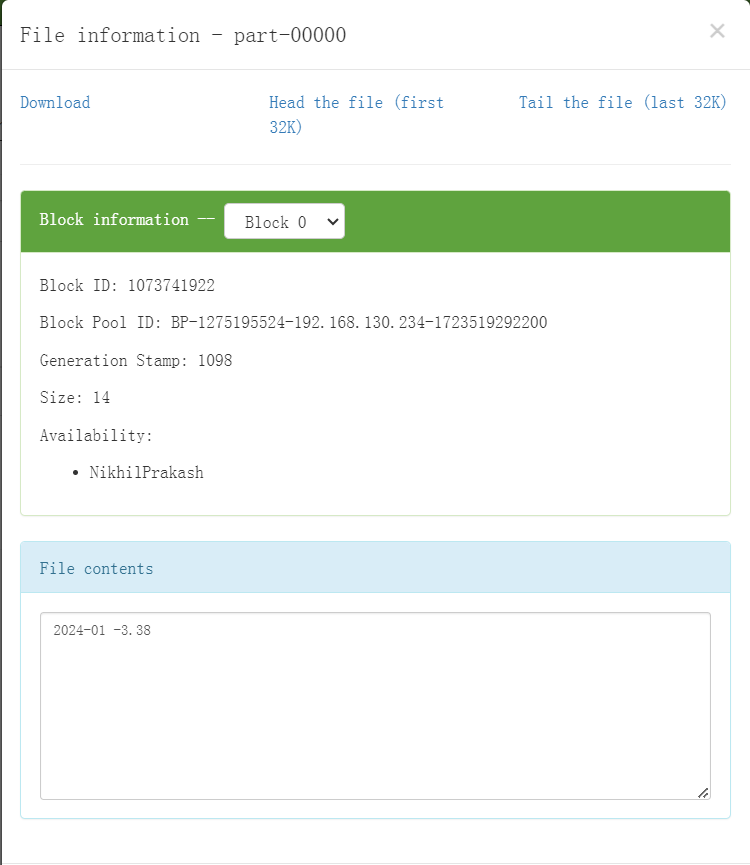 File information - part-00000
×
Download
Head the file (first
32K)
Tail the file (last 32K)
Block information --
Block 0
Block ID: 1073741922
Block Pool ID: BP-1275195524-192.168.130.234-1723519292200
Generation Stamp: 1098
Size: 14
Availability:
• NikhilPrakash
File contents
2024-01 -3.38